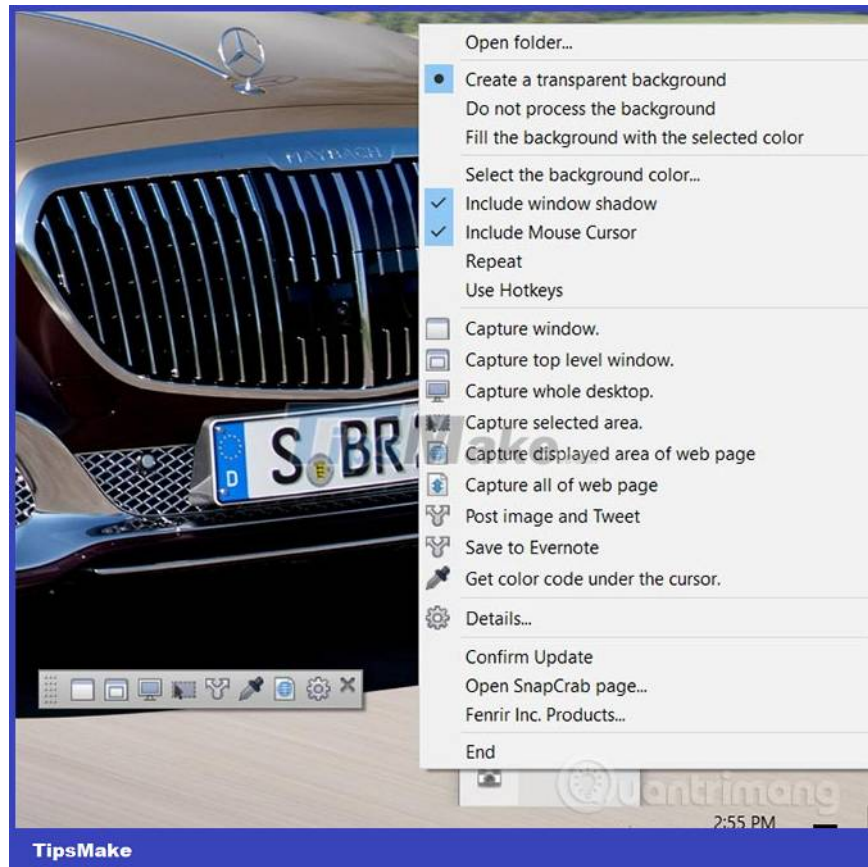 MAYBACH
D
S BR
TipsMake
Open folder...
Create a transparent background
Do not process the background
Fill the background with the selected color
Select the background color...
Include window shadow
Include Mouse Cursor
Repeat
Use Hotkeys
Capture window.
Capture top level window.
Capture whole desktop.
Capture selected area.
Capture displayed area of web page
Capture all of web page
Post image and Tweet
Save to Evernote
Get color code under the cursor.
Details...
Confirm Update
Open SnapCrab page...
Fenrir Inc. Products...
End
uantrimang
2:55 PM
TipsMake